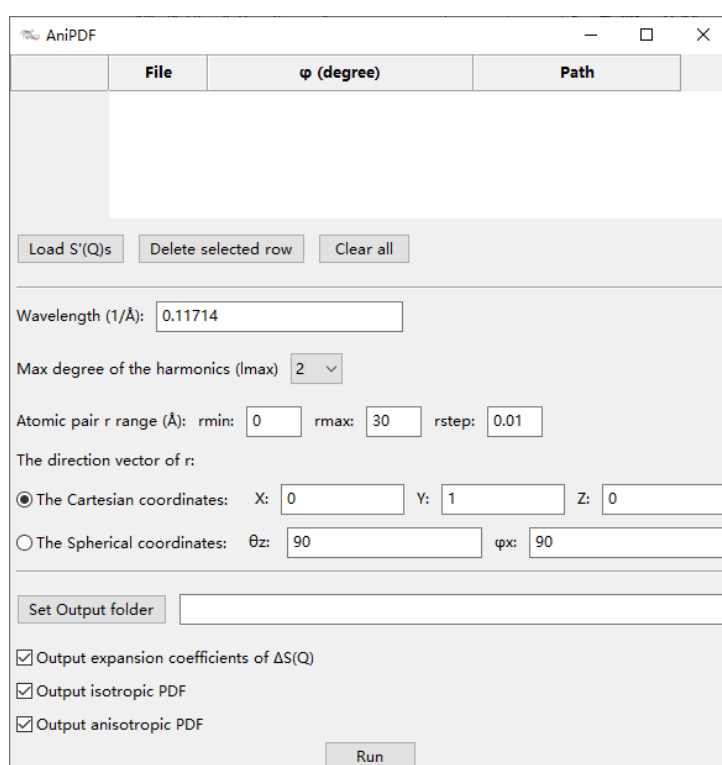 AniPDF
File φ (degree) Path
Load S'(Q)s Delete selected row Clear all
Wavelength (1/Å): 0.11714
Max degree of the harmonics (lmax) 2
Atomic pair r range (Å): rmin: 0 rmax: 30 rstep: 0.01
The direction vector of r:
The Cartesian coordinates: X: 0 Y: 1 Z: 0
The Spherical coordinates: θz: 90 φx: 90
Set Output folder
Output expansion coefficients of ΔS(Q)
Output isotropic PDF
Output anisotropic PDF
Run